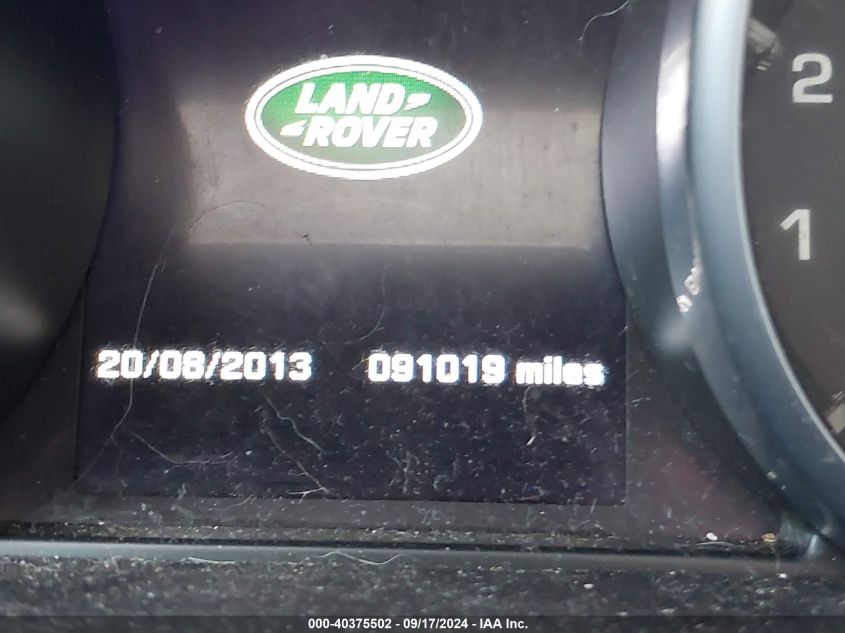 LAND
ROVER
2
1
20/08/2013 091019 miles
000-40375502 - 09/17/2024 - IAA Inc.